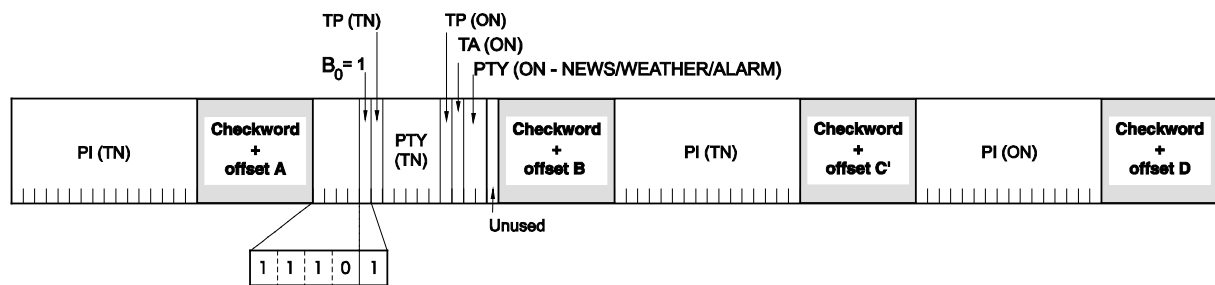 TP (TN)
TP (ON)
TA (ON)
B₀= 1
PTY (ON - NEWS/WEATHER/ALARM)
PI (TN)
Checkword
+
offset A
PTY
(TN)
Checkword
+
offset B
PI (TN)
Checkword
+
offset C'
PI (ON)
Checkword
+
offset D
Unused
1 1 1 0 1